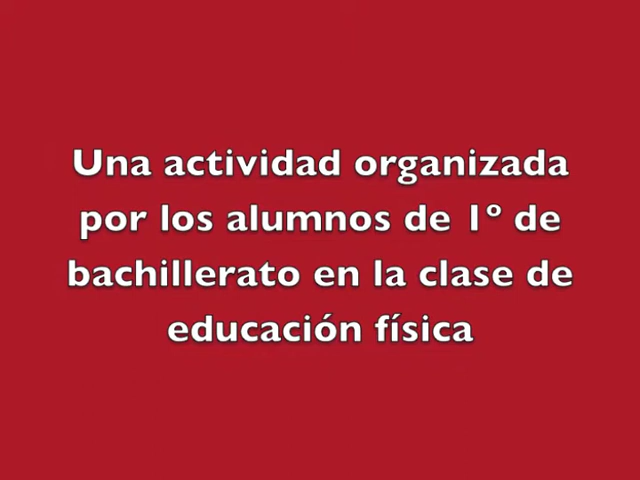 Una actividad organizada
por los alumnos de 1º de
bachillerato en la clase de
educación física